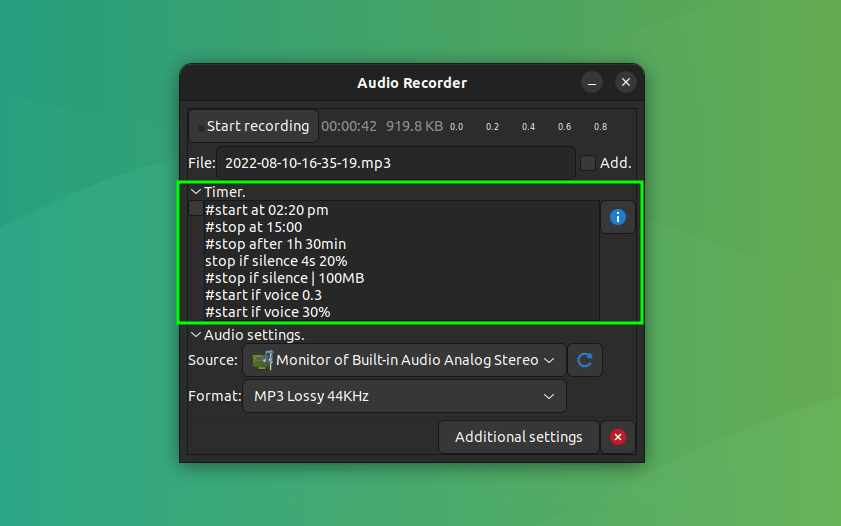 Audio Recorder
Start recording 00:00:42 919.8 KB 0.0 0.2 0.4 0.6 0.8
File: 2022-08-10-16-35-19.mp3 Add.
Timer.
#start at 02:20 pm
#stop at 15:00
#stop after 1h 30min
stop if silence 4s 20%
#stop if silence | 100MB
#start if voice 0.3
#start if voice 30%
Audio settings.
Source: Monitor of Built-in Audio Analog Stereo
Format: MP3 Lossy 44KHz
Additional settings